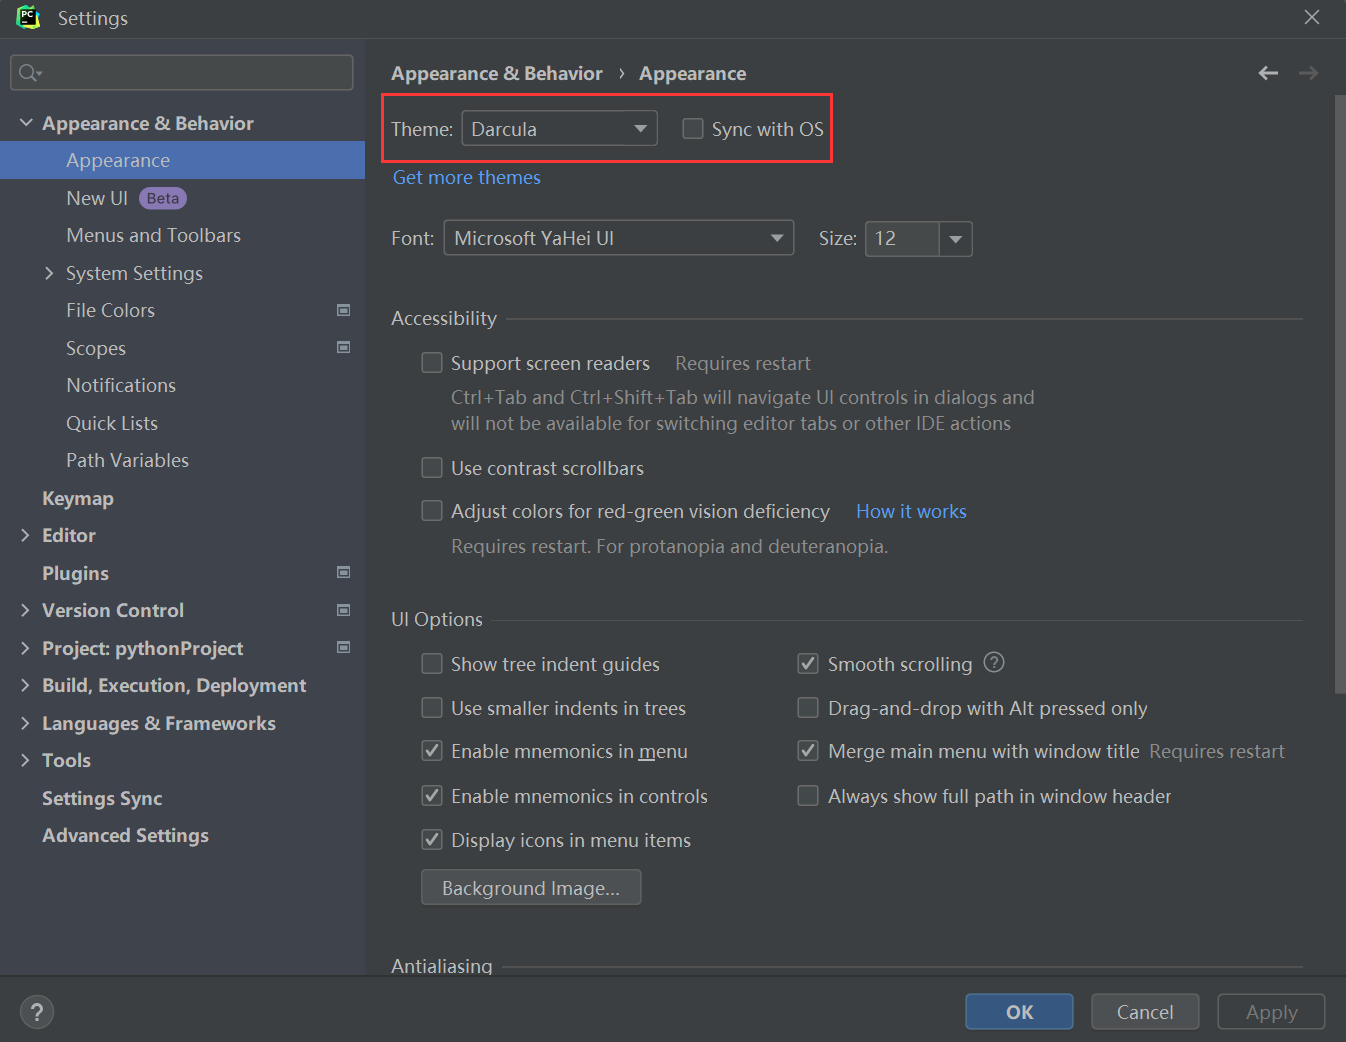 PC
Settings
Appearance & Behavior
Appearance
New UI Beta
Menus and Toolbars
System Settings
File Colors
Scopes
Notifications
Quick Lists
Path Variables
Keymap
Editor
Plugins
Version Control
Project: pythonProject
Build, Execution, Deployment
Languages & Frameworks
Tools
Settings Sync
Advanced Settings
Appearance & Behavior › Appearance
Theme: Darcula Sync with OS
Get more themes
Font: Microsoft YaHei UI Size: 12
Accessibility
Support screen readers Requires restart
Ctrl+Tab and Ctrl+Shift+Tab will navigate UI controls in dialogs and
will not be available for switching editor tabs or other IDE actions
Use contrast scrollbars
Adjust colors for red-green vision deficiency How it works
Requires restart. For protanopia and deuteranopia.
UI Options
Show tree indent guides Smooth scrolling ?
Use smaller indents in trees Drag-and-drop with Alt pressed only
Enable mnemonics in menu Merge main menu with window title Requires restart
Enable mnemonics in controls Always show full path in window header
Display icons in menu items
Background Image...
Antialiasing
? OK Cancel Apply